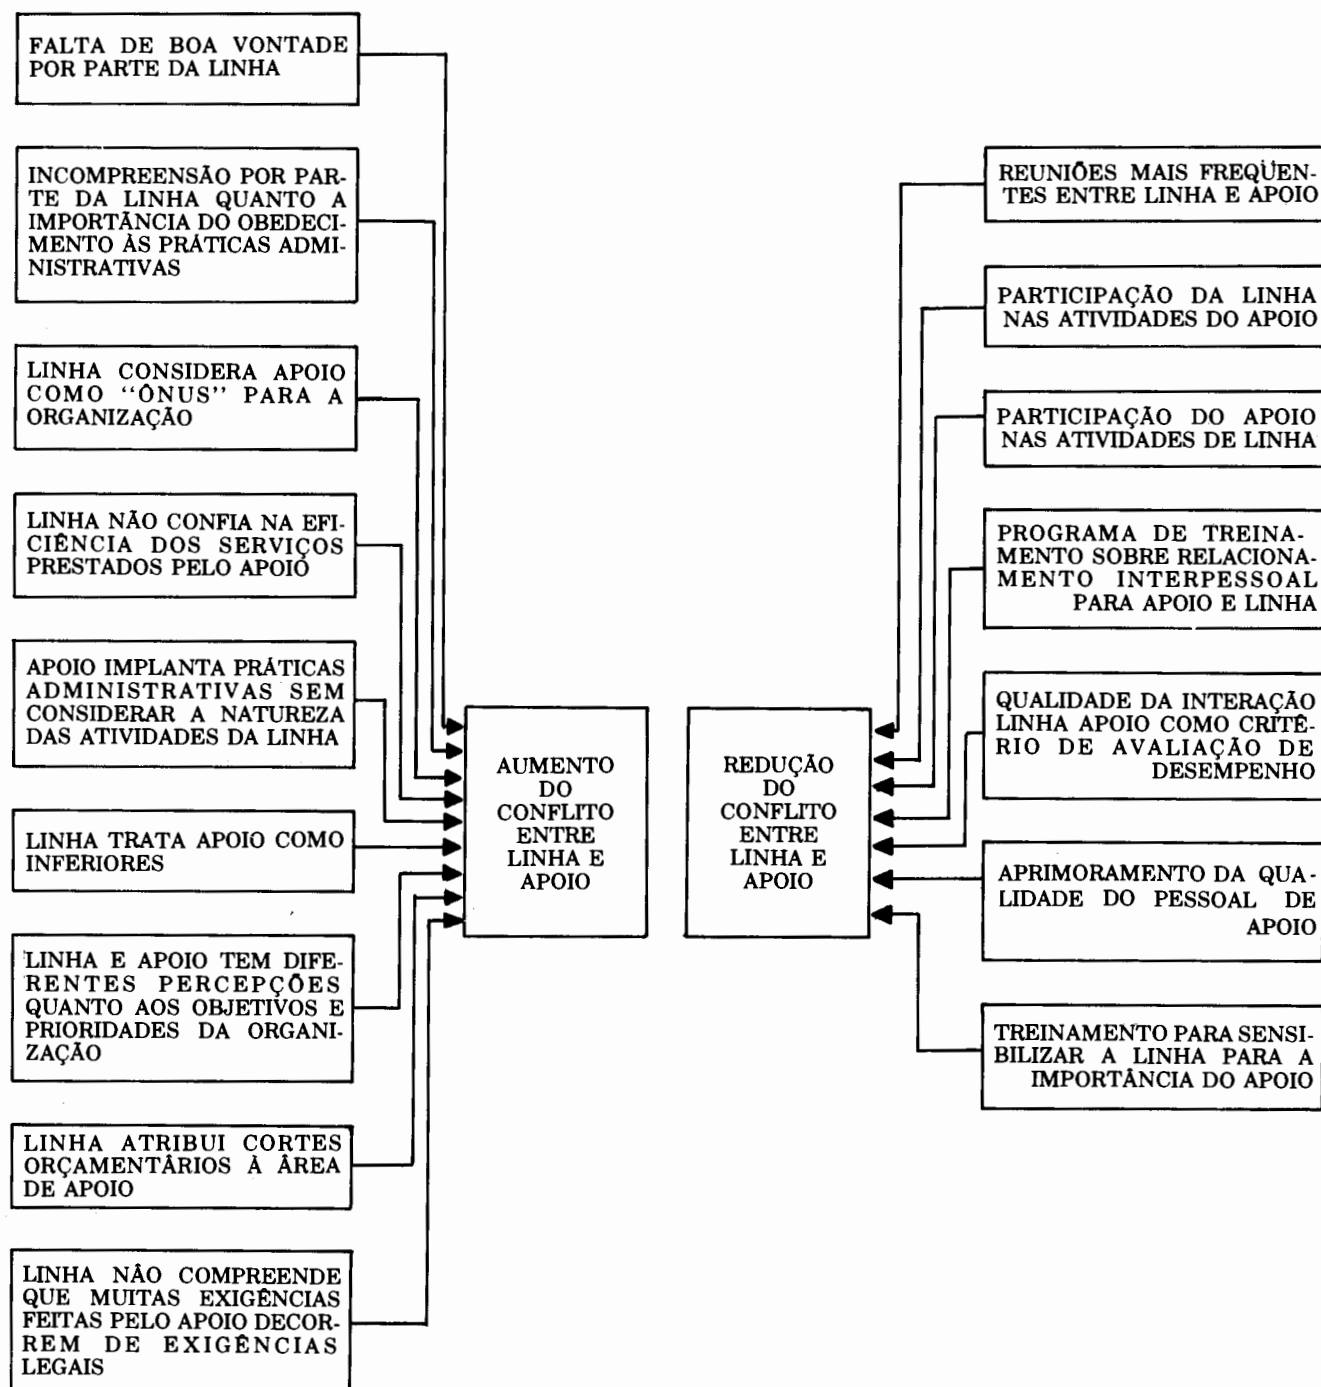 FALTA DE BOA VONTADE
POR PARTE DA LINHA
INCOMPREENSÃO POR PAR-
TE DA LINHA QUANTO A
IMPORTÂNCIA DO OBEDECI-
MENTO ÀS PRÁTICAS ADMI-
NISTRATIVAS
LINHA CONSIDERA APOIO
COMO “ÔNUS” PARA A
ORGANIZAÇÃO
LINHA NÃO CONFIA NA EFI-
CIÊNCIA DOS SERVIÇOS
PRESTADOS PELO APOIO
APOIO IMPLANTA PRÁTICAS
ADMINISTRATIVAS SEM
CONSIDERAR A NATUREZA
DAS ATIVIDADES DA LINHA
LINHA TRATA APOIO COMO
INFERIORES
LINHA E APOIO TEM DIFE-
RENTES PERCEPÇÕES
QUANTO AOS OBJETIVOS E
PRIORIDADES DA ORGANI-
ZAÇÃO
LINHA ATRIBUI CORTES
ORÇAMENTÂRIOS À ÂREA
DE APOIO
LINHA NÂO COMPREENDE
QUE MUITAS EXIGÊNCIAS
FEITAS PELO APOIO DECOR-
REM DE EXIGÊNCIAS
LEGAIS
AUMENTO
DO
CONFLITO
ENTRE
LINHA E
APOIO
REDUÇÃO
DO
CONFLITO
ENTRE
LINHA E
APOIO
REUNIÕES MAIS FREQÜEN-
TES ENTRE LINHA E APOIO
PARTICIPAÇÃO DA LINHA
NAS ATIVIDADES DO APOIO
PARTICIPAÇÃO DO APOIO
NAS ATIVIDADES DE LINHA
PROGRAMA DE TREINA-
MENTO SOBRE RELACIONA-
MENTO INTERPESSOAL
PARA APOIO E LINHA
QUALIDADE DA INTERAÇÃO
LINHA APOIO COMO CRITÊ-
RIO DE AVALIAÇÃO DE
DESEMPENHO
APRIMORAMENTO DA QUA-
LIDADE DO PESSOAL DE
APOIO
TREINAMENTO PARA SENSI-
BILIZAR A LINHA PARA A
IMPORTÂNCIA DO APOIO